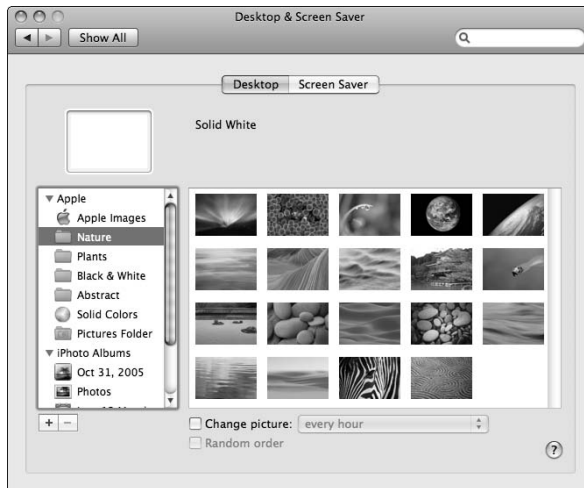 Desktop & Screen Saver
Show All
Desktop Screen Saver
Solid White
Apple
Apple Images
Nature
Plants
Black & White
Abstract
Solid Colors
Pictures Folder
iPhoto Albums
Oct 31, 2005
Photos
Change picture: every hour
Random order
?